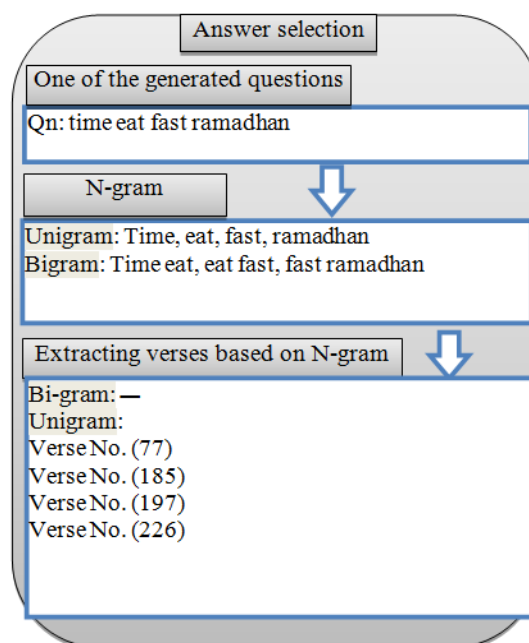 Answer selection
One of the generated questions
Qn: time eat fast ramadhan
N-gram
Unigram: Time, eat, fast, ramadhan
Bigram: Time eat, eat fast, fast ramadhan
Extracting verses based on N-gram
Bi-gram: —
Unigram:
Verse No. (77)
Verse No. (185)
Verse No. (197)
Verse No. (226)